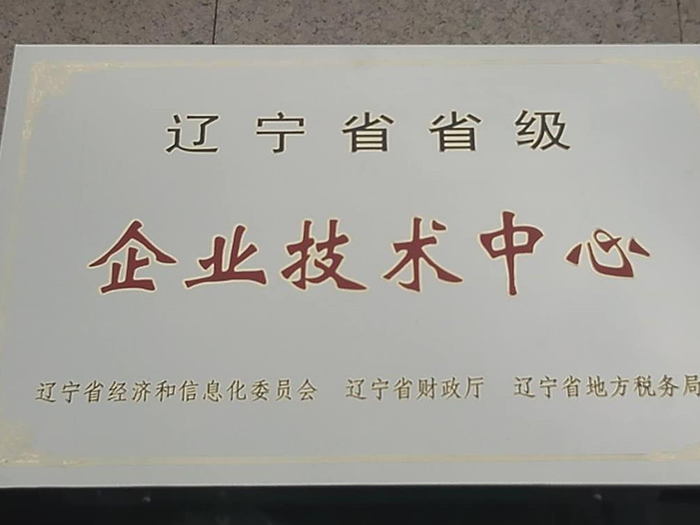 辽宁省省级
企业技术中心
辽宁省经济和信息化委员会 辽宁省财政厅 辽宁省地方税务局